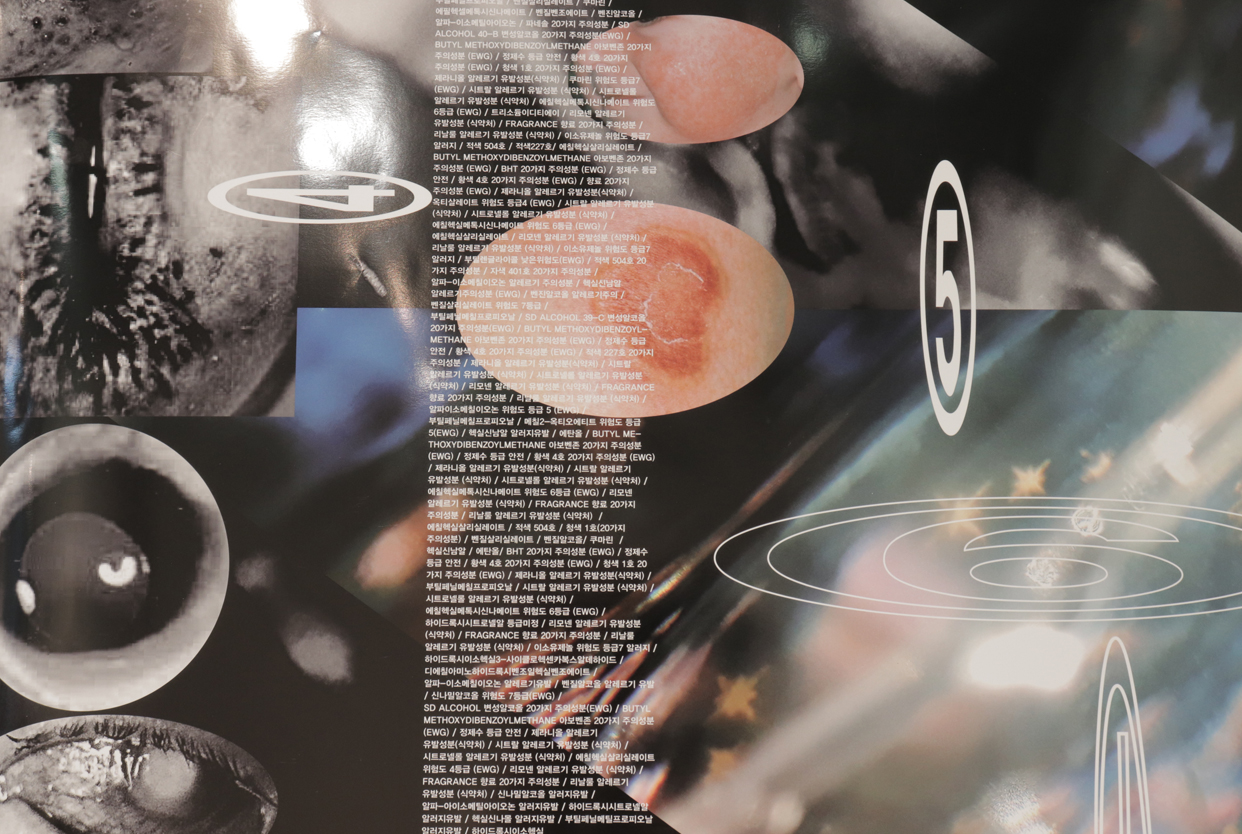 에칠헥실메톡시신나메이트 / 벤질벤조에이트 / 벤진알코올 /
알파-이소메칠아이오논 / 파네솔 20가지 주의성분 / SD
ALCOHOL 40-B 변성알코올 20가지 주의성분(EWG) /
BUTYL METHOXYDIBENZOYLMETHANE 아보벤존 20가지
주의성분 (EWG) / 정제수 안전 / 황색 4호 20가지
주의성분 (EWG) / 청색 1호 20가지 주의성분 (EWG) /
제라니올 알레르기 유발성분(식약처) / 쿠마린 위험도 등급7
(EWG) / 시트랄 알레르기 유발성분 (식약처) / 시트로넬롤
알레르기 유발성분 (식약처) / 에칠헥실메톡시신나메이트 위험도
6등급 (EWG) / 트리소듐이디티에이 / 리모넨 알레르기
유발성분 (식약처) / FRAGRANCE 향료 20가지 주의성분 /
리날롤 알레르기 유발성분 (식약처) / 이소유제놀 위험도 등급7
알러지 / 적색 504호 / 적색227호/ 에칠헥실살리실레이트 /
BUTYL METHOXYDIBENZOYLMETHANE 아보벤존 20가지
주의성분 (EWG) / BHT 20가지 주의성분 (EWG) / 정제수 등급
안전 / 황색 4호 20가지 주의성분 (EWG) / 향료 20가지
4
주의성분 (EWG) / 제라니올 알레르기 유발성분(식약처) /
옥티살레이트 위험도 등급4 (EWG) / 시트랄 알레르기 유발성분
(식약처) / 시트로넬롤 알레르기 유발성분 (식약처) /
5
에칠헥실메톡시신나메이트 위험도 6등급 (EWG) /
에칠헥실살리실레이트 / 리모넨 알레르기 유발성분 (식약처) /
리날롤 알레르기 유발성분 (식약처) / 이소유제놀 위험도 등급7
알러지 / 부틸렌글라이콜 낮은위험도(EWG) / 적색 504호 20
가지 주의성분 / 자색 401호 20가지 주의성분 /
알파-이소메칠이오논 알레르기 주의성분 / 헥실신남알
알레르기주의성분 (EWG) / 벤진알코올 알레르기주의 /
벤질살리실레이트 위험도 7등급 /
부틸페닐메칠프로피오날 / SD ALCOHOL 39-C 변성알코올
20가지 주의성분(EWG) / BUTYL METHOXYDIBENZOYL-
METHANE 아보벤존 20가지 주의성분 (EWG) / 정제수 등급
안전 / 황색 4호 20가지 주의성분 (EWG) / 적색 227호 20가지
주의성분 / 제라니올 알레르기 유발성분(식약처) / 시트랄
알레르기 유발성분 (식약처) / 시트로넬롤 알레르기 유발성분
(식약처) / 리모넨 알레르기 유발성분 (식약처) / FRAGRANCE
향료 20가지 주의성분 / 리날롤 알레르기 유발성분 (식약처) /
알파이소메칠이오논 위험도 등급 5 (EWG) /
부틸페닐메칠프로피오날 / 메칠2-옥티오에티트 위험도 등급
5(EWG) / 헥실신남알 알러지유발 / 에탄올 / BUTYL ME-
THOXYDIBENZOYLMETHANE 아보벤존 20가지 주의성분
(EWG) / 정제수 등급 안전 / 황색 4호 20가지 주의성분 (EWG)
/ 제라니올 알레르기 유발성분(식약처) / 시트랄 알레르기
유발성분 (식약처) / 시트로넬롤 알레르기 유발성분 (식약처) /
에칠헥실메톡시신나메이트 위험도 6등급 (EWG) / 리모넨
알레르기 유발성분 (식약처) / FRAGRANCE 향료 20가지
주의성분 / 리날롤 알레르기 유발성분 (식약처) /
에칠헥실살리실레이트 / 적색 504호 / 청색 1호(20가지
주의성분) / 벤질살리실레이트 / 벤질알코올/ 쿠마린 /
헥실신남알 / 에탄올/ BHT 20가지 주의성분 (EWG) / 정제수
등급 안전 / 황색 4호 20가지 주의성분 (EWG) / 청색 1호 20
가지 주의성분 (EWG) / 제라니올 알레르기 유발성분(식약처) /
부틸페닐메칠프로피오날 / 시트랄 알레르기 유발성분 (식약처) /
시트로넬롤 알레르기 유발성분 (식약처) /
에칠헥실메톡시신나메이트 위험도 6등급 (EWG) /
하이드록시시트로넬알 등급미정 / 리모넨 알레르기 유발성분
(식약처) / FRAGRANCE 향료 20가지 주의성분 / 리날롤
알레르기 유발성분 (식약처) / 이소유제놀 위험도 등급7 알러지 /
하이드록시이소헥실3-사이클로헥센카복스알데하이드 /
디에칠아미노하이드록시벤조일헥실벤조에이트 /
알파-이소메칠이오논 알레르기유발 / 벤질알코올 알레르기 유발
/ 신나밀알코올 위험도 7등급(EWG) /
SD ALCOHOL 변성알코올 20가지 주의성분(EWG) / BUTYL
METHOXYDIBENZOYLMETHANE 아보벤존 20가지 주의성분
(EWG) / 정제수 등급 안전 / 제라니올 알레르기
유발성분(식약처) / 시트랄 알레르기 유발성분 (식약처) /
시트로넬롤 알레르기 유발성분 (식약처) / 에칠헥실살리실레이트
위험도 4등급 (EWG) / 리모넨 알레르기 유발성분 (식약처) /
FRAGRANCE 향료 20가지 주의성분 / 리날롤 알레르기
유발성분 (식약처) / 신나밀알코올 알러지유발 /
알파-아이소메틸아이오논 알러지유발 / 하이드록시시트로넬알
알러지유발 / 헥실신나몰 알러지유발 / 부틸페닐메틸프로피오날
알러지유발 / 하이드록시이소헥실